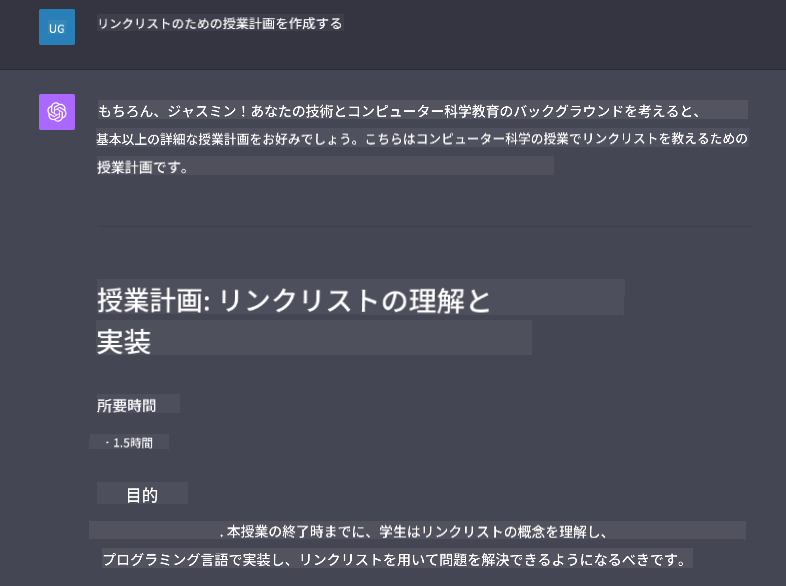 UG
リンクリストのための授業計画を作成する
もちろん、ジャスミン！あなたの技術とコンピューター科学教育のバックグラウンドを考えると、
基本以上の詳細な授業計画をお好みでしょう。こちらはコンピューター科学の授業でリンクリストを教えるための
授業計画です。
授業計画: リンクリストの理解と
実装
所要時間
・1.5時間
目的
. 本授業の終了時までに、学生はリンクリストの概念を理解し、
プログラミング言語で実装し、リンクリストを用いて問題を解決できるようになるべきです。